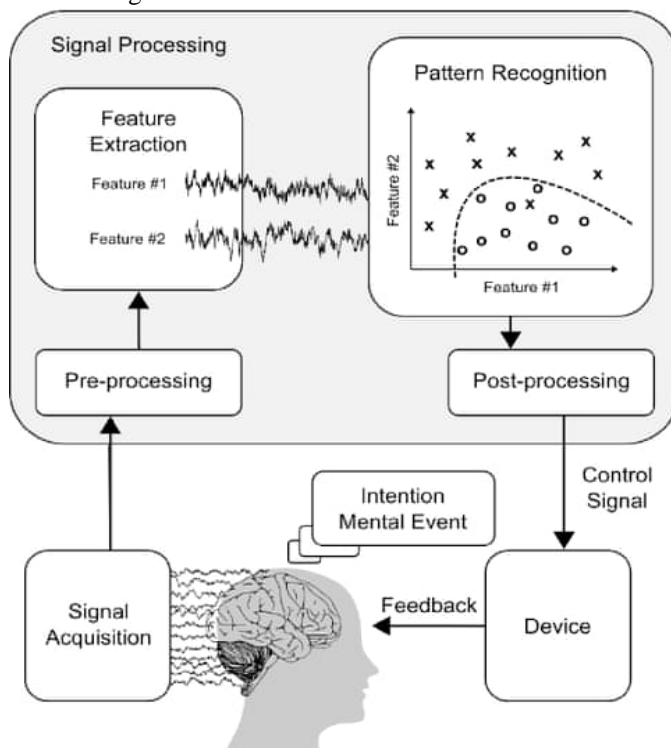 Signal Processing
Feature
Extraction
Feature #1
Feature #2
Pattern Recognition
Feature #2
Feature #1
Pre-processing
Post-processing
Control
Signal
Intention
Mental Event
Signal
Acquisition
Feedback
Device